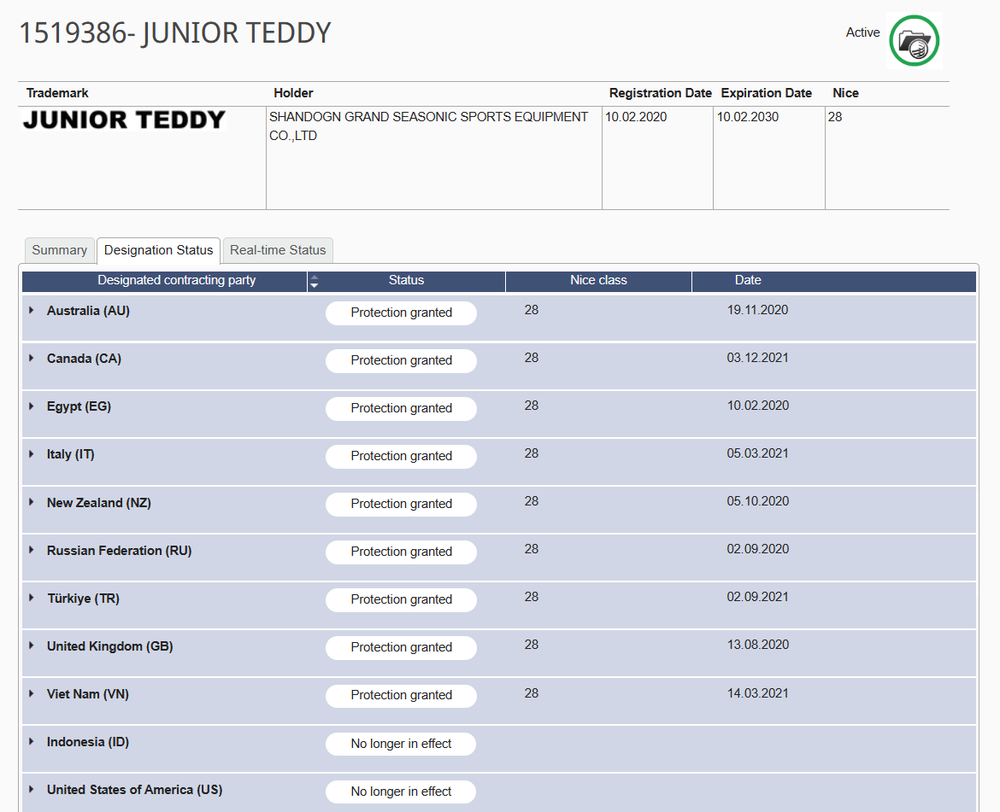 1519386- JUNIOR TEDDY
Active
Trademark Holder Registration Date Expiration Date Nice
JUNIOR TEDDY SHANDOGN GRAND SEASONIC SPORTS EQUIPMENT 10.02.2020 10.02.2030 28
CO.,LTD
Summary Designation Status Real-time Status
Designated contracting party Status Nice class Date
Australia (AU) Protection granted 28 19.11.2020
Canada (CA) Protection granted 28 03.12.2021
Egypt (EG) Protection granted 28 10.02.2020
Italy (IT) Protection granted 28 05.03.2021
New Zealand (NZ) Protection granted 28 05.10.2020
Russian Federation (RU) Protection granted 28 02.09.2020
Türkiye (TR) Protection granted 28 02.09.2021
United Kingdom (GB) Protection granted 28 13.08.2020
Viet Nam (VN) Protection granted 28 14.03.2021
Indonesia (ID) No longer in effect
United States of America (US) No longer in effect